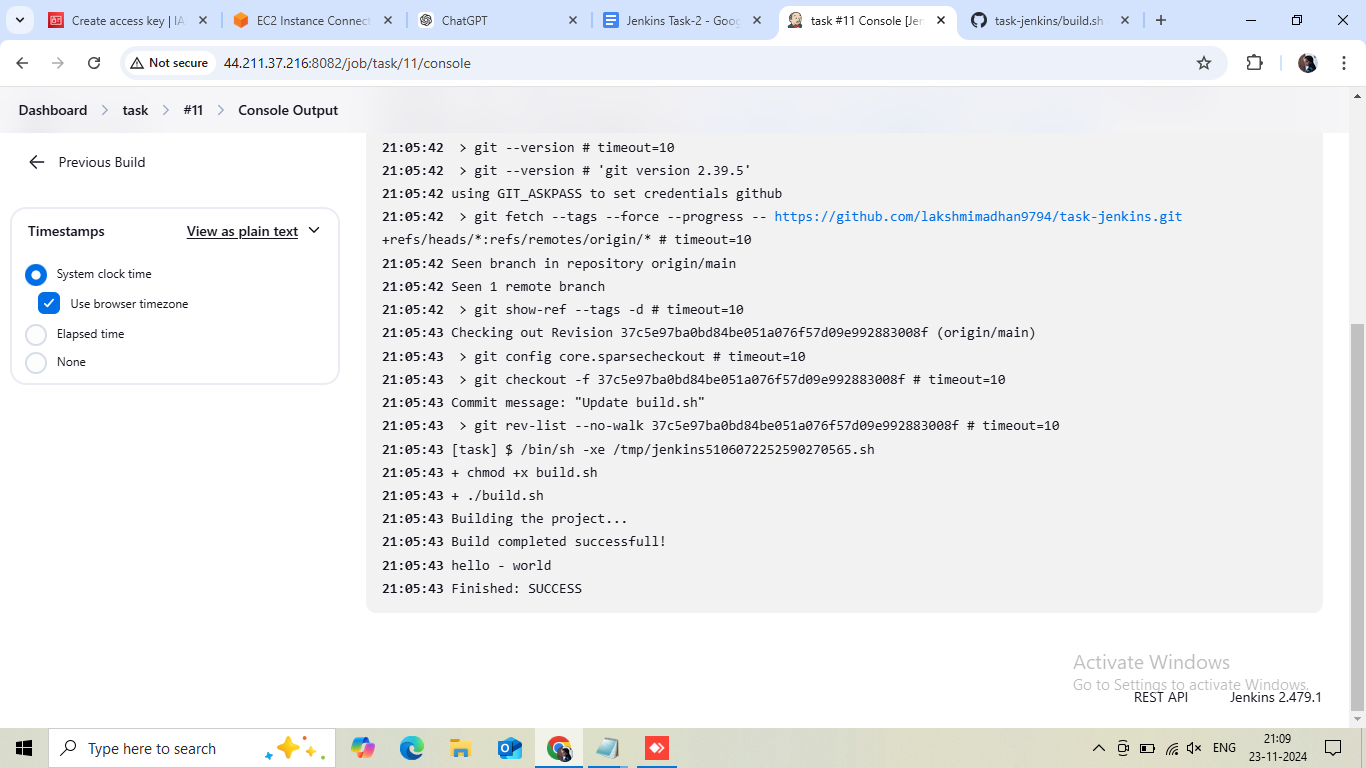 Create access key | IA
EC2 Instance Connect
ChatGPT
Jenkins Task-2 - Goog
task #11 Console [Jen
task-jenkins/build.sh
Not secure
44.211.37.216:8082/job/task/11/console
Dashboard
task
#11
Console Output
Previous Build
Timestamps
View as plain text
System clock time
Use browser timezone
Elapsed time
None
21:05:42  > git --version # timeout=10
21:05:42  > git --version # 'git version 2.39.5'
21:05:42 using GIT_ASKPASS to set credentials github
21:05:42  > git fetch --tags --force --progress -- https://github.com/lakshmimadhan9794/task-jenkins.git
+refs/heads/*:refs/remotes/origin/* # timeout=10
21:05:42 Seen branch in repository origin/main
21:05:42 Seen 1 remote branch
21:05:42  > git show-ref --tags -d # timeout=10
21:05:43 Checking out Revision 37c5e97ba0bd84be051a076f57d09e992883008f (origin/main)
21:05:43  > git config core.sparsecheckout # timeout=10
21:05:43  > git checkout -f 37c5e97ba0bd84be051a076f57d09e992883008f # timeout=10
21:05:43 Commit message: "Update build.sh"
21:05:43  > git rev-list --no-walk 37c5e97ba0bd84be051a076f57d09e992883008f # timeout=10
21:05:43 [task] $ /bin/sh -xe /tmp/jenkins5106072252590270565.sh
21:05:43 + chmod +x build.sh
21:05:43 + ./build.sh
21:05:43 Building the project...
21:05:43 Build completed successfull!
21:05:43 hello - world
21:05:43 Finished: SUCCESS
Activate Windows
Go to Settings to activate Windows.
REST API
Jenkins 2.479.1
Type here to search
ENG
21:09
23-11-2024